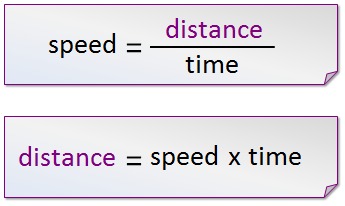 speed = distance
time
distance = speed x time